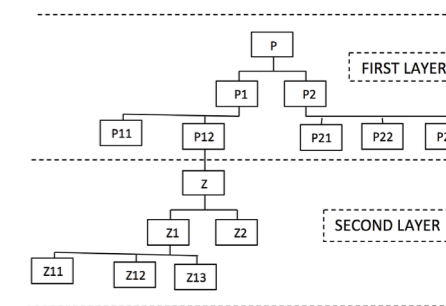 P
FIRST LAYER
P1
P2
P11
P12
P21
P22
Z
SECOND LAYER
Z1
Z2
Z11
Z12
Z13